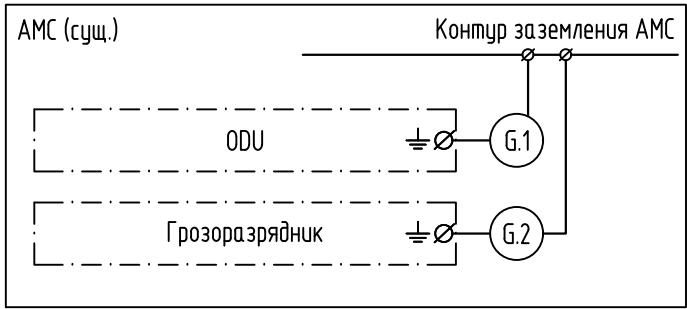 АМС (сущ.)
Контур заземления АМС
ODU
G.1
Грозоразрядник
G.2